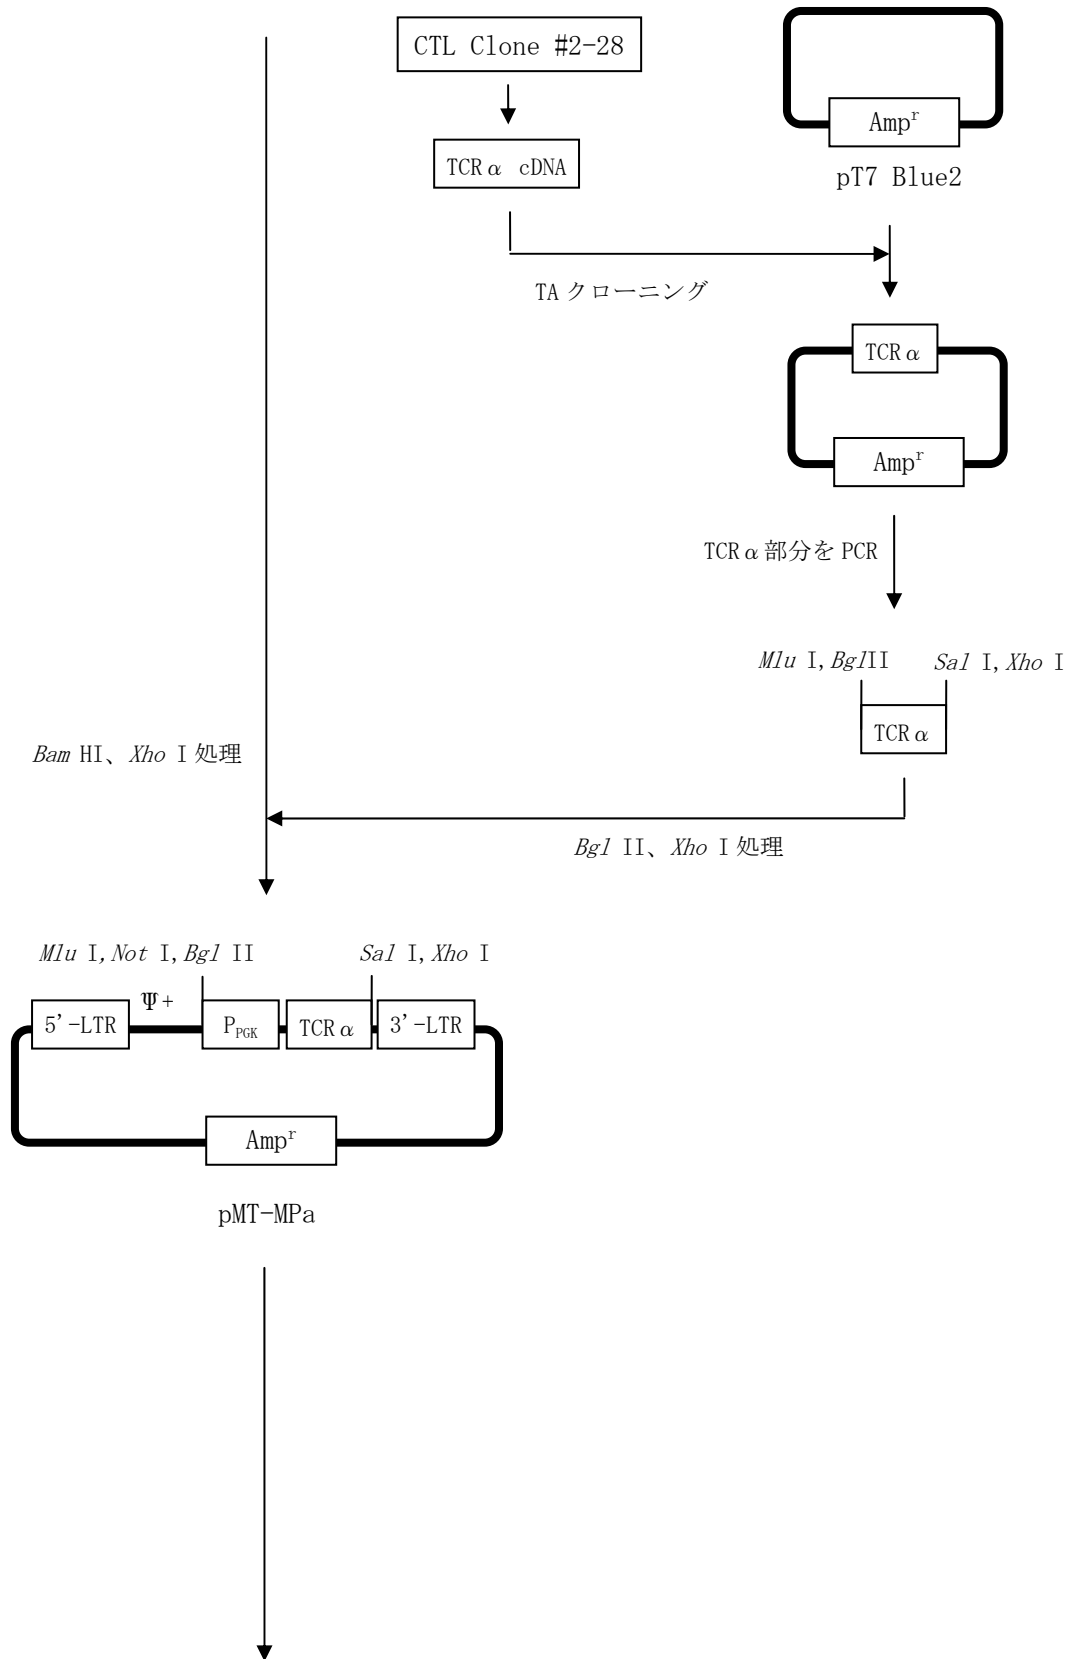 CTL Clone #2-28
Ampʳ
TCRα cDNA
pT7 Blue2
TAクローニング
TCRα
Ampʳ
TCRα部分をPCR
Mlu I,BglII
Sal I,Xho I
TCRα
Bam HI、Xho I処理
Bgl II、Xho I処理
Mlu I,Not I,Bgl II
Sal I,Xho I
Ψ+
5'-LTR
P_PGK
TCRα
3'-LTR
Ampʳ
pMT-MPa